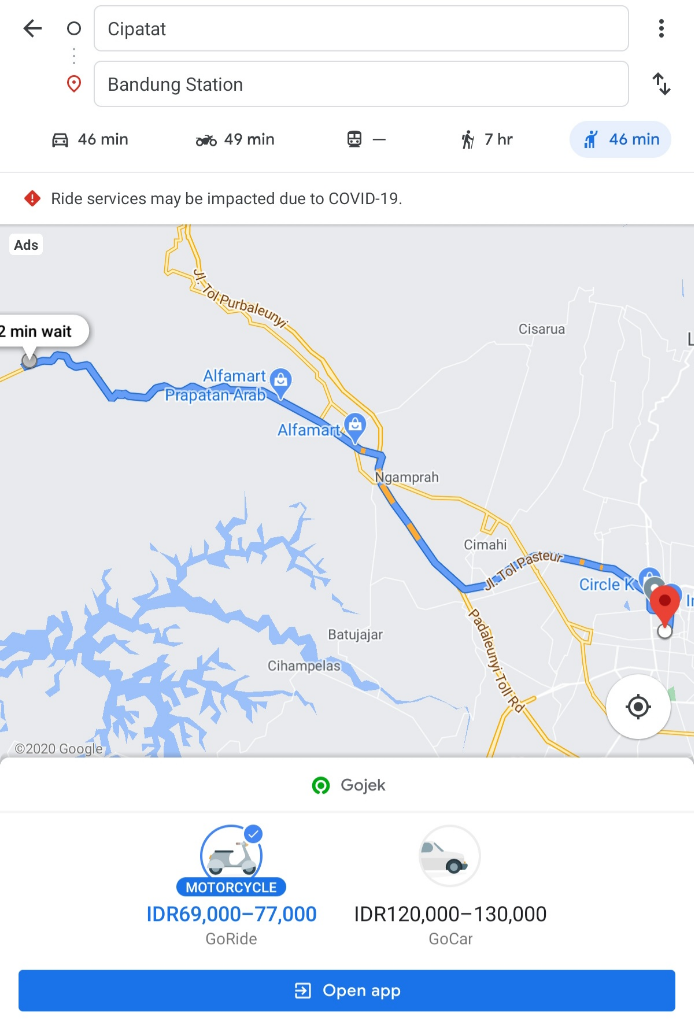 Cipatat
Bandung Station
46 min
49 min
—
7 hr
46 min
Ride services may be impacted due to COVID-19.
Ads
Jl. Tol Purbaleunyi
2 min wait
Cisarua
Alfamart
Prapatan Arab
Alfamart
Ngamprah
Cimahi
Jl. Tol Pasteur
Circle K
Padaleunyi Toll Rd
Batujajar
Cihampelas
©2020 Google
Gojek
MOTORCYCLE
IDR69,000–77,000
IDR120,000–130,000
GoRide
GoCar
Open app